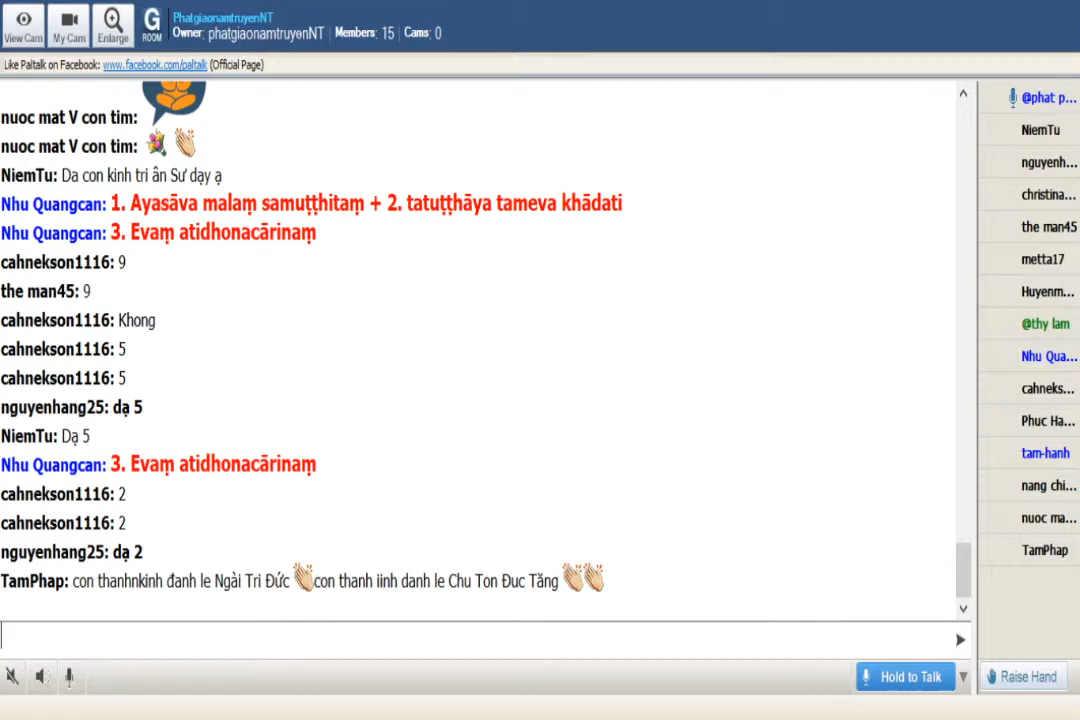 View Cam
My Cam
Enlarge
G
ROOM
PhatgiaonamtruyenNT
Owner: phatgiaonamtruyenNT | Members: 15 | Cams: 0
Like Paltalk on Facebook: www.facebook.com/paltalk (Official Page)
nuoc mat V con tim:
nuoc mat V con tim:
NiemTu: Da con kinh tri ân Sư dạy ạ
Nhu Quangcan: 1. Ayasāva malaṃ samuṭṭhitaṃ + 2. tatuṭṭhāya tameva khādati
Nhu Quangcan: 3. Evaṃ atidhonacārinaṃ
cahnekson1116: 9
the man45: 9
cahnekson1116: Khong
cahnekson1116: 5
cahnekson1116: 5
nguyenhang25: dạ 5
NiemTu: Dạ 5
Nhu Quangcan: 3. Evaṃ atidhonacārinaṃ
cahnekson1116: 2
cahnekson1116: 2
nguyenhang25: dạ 2
TamPhap: con thanhnkinh đanh le Ngài Tri Đức con thanh iinh danh le Chu Ton Đuc Tăng
@phat p...
NiemTu
nguyenh...
christina...
the man45
metta17
Huyenm...
@thy lam
Nhu Qua...
cahneks...
Phuc Ha...
tam-hanh
nang chi...
nuoc ma...
TamPhap
Hold to Talk
Raise Hand